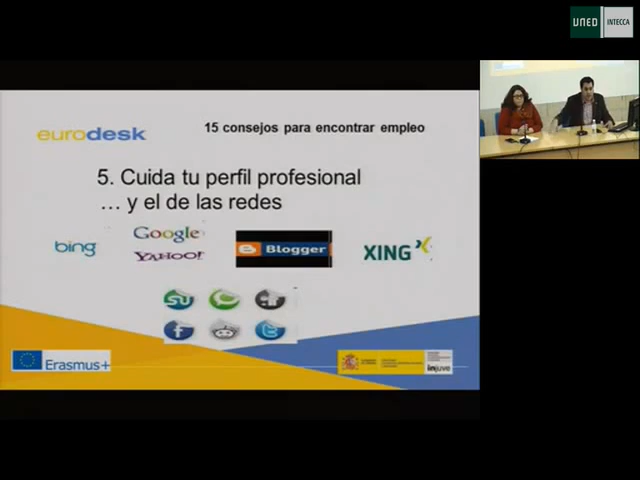 UNED
INTECCA
eurodesk
15 consejos para encontrar empleo
5. Cuida tu perfil profesional
... y el de las redes
bing
Google
YAHOO!
Blogger
XING
Erasmus+
injuve